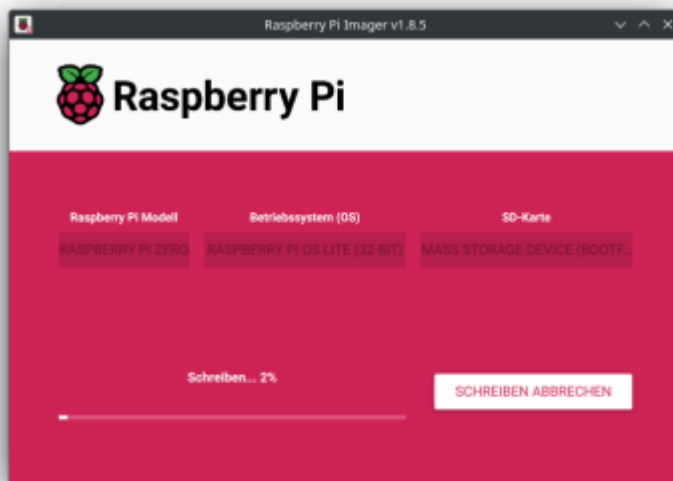 Raspberry Pi Imager v1.8.5
Raspberry Pi
Raspberry Pi Modell
Betriebssystem (OS)
SD-Karte
RASPBERRY PI ZERO
RASPBERRY PI OS LITE (32-BIT)
MASS STORAGE DEVICE (BOOTF...
Schreiben... 2%
SCHREIBEN ABBRECHEN